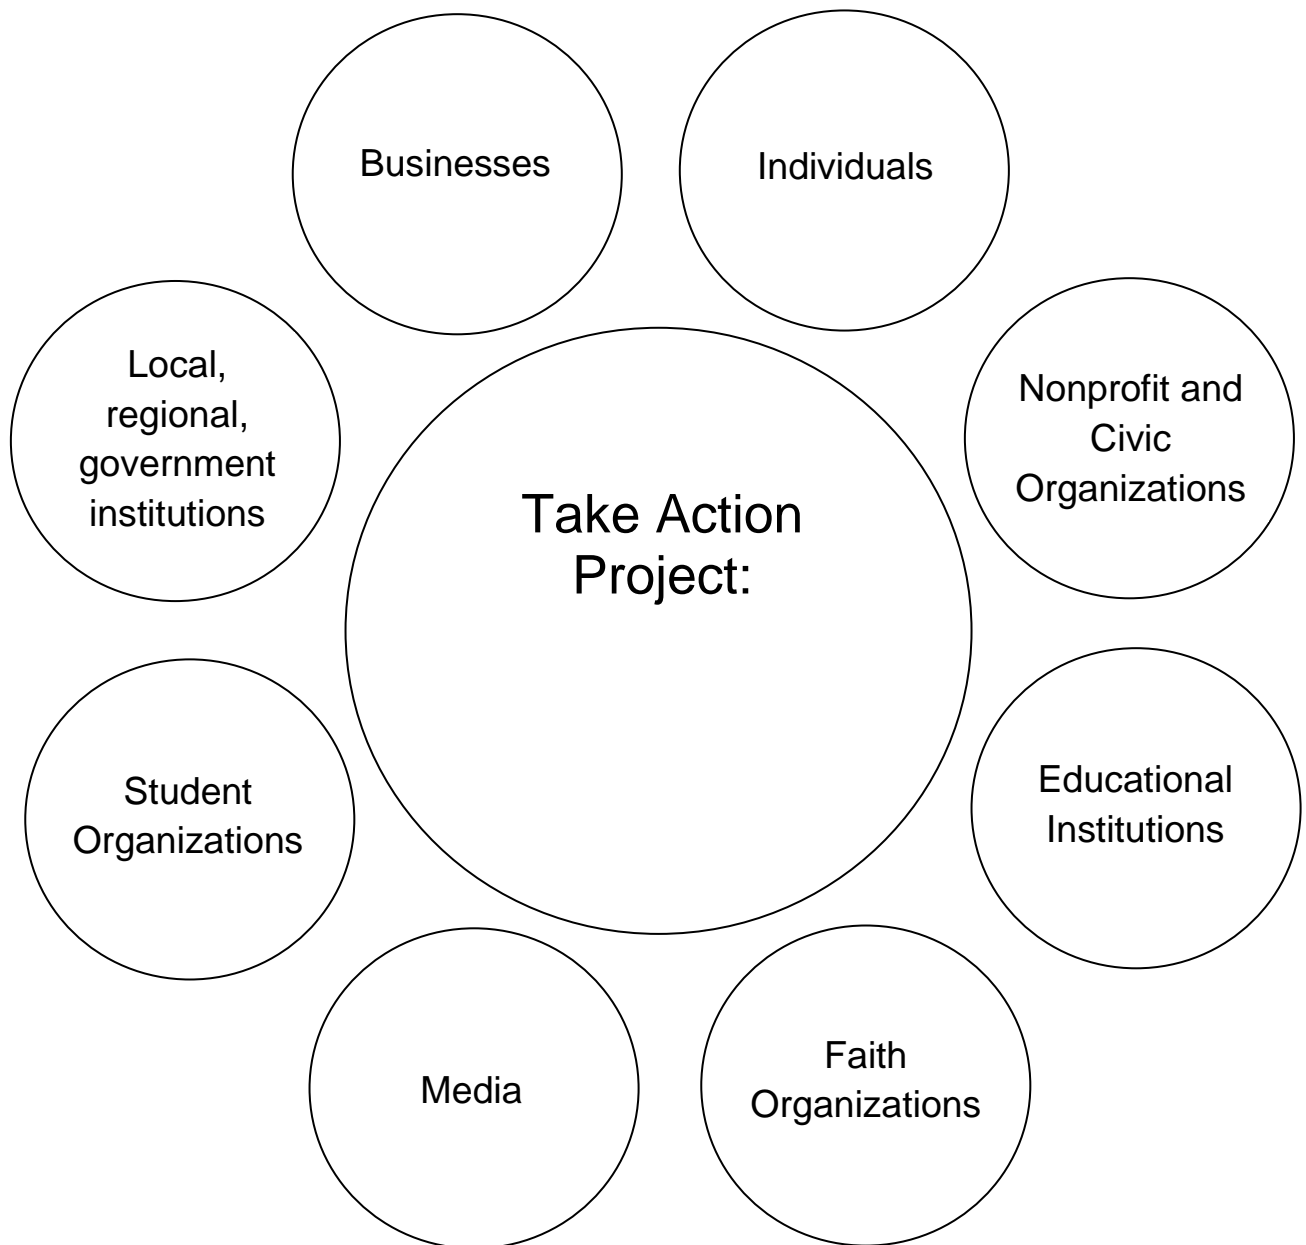 Businesses
Individuals
Local,
regional,
government
institutions
Nonprofit and
Civic
Organizations
Take Action
Project:
Student
Organizations
Educational
Institutions
Media
Faith
Organizations